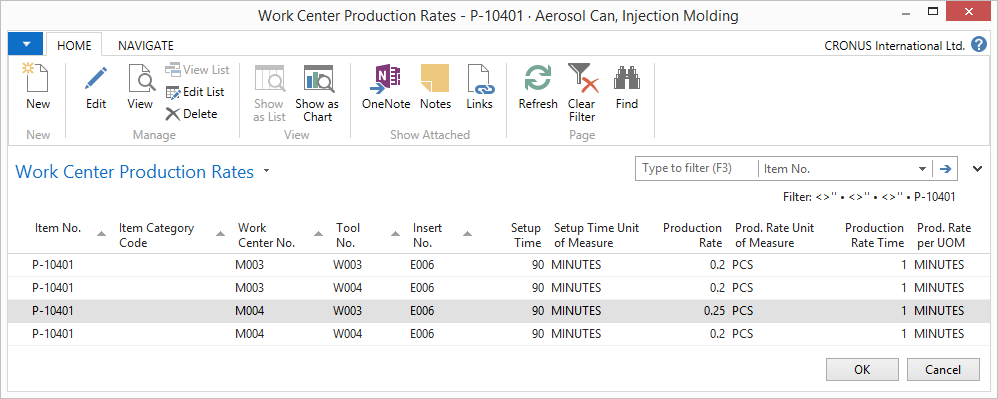 Work Center Production Rates - P-10401 · Aerosol Can, Injection Molding
HOME NAVIGATE CRONUS International Ltd. ?
New
Edit
View
View List
Edit List
Delete
Show as List
Show as Chart
OneNote
Notes
Links
Refresh
Clear Filter
Find
New Manage View Show Attached Page
Work Center Production Rates
Type to filter (F3) Item No.
Filter: <>'' • <>'' • <>'' • P-10401
Item No. Item Category Code Work Center No. Tool No. Insert No. Setup Time Setup Time Unit of Measure Production Rate Prod. Rate Unit of Measure Production Rate Time Prod. Rate per UOM
P-10401 M003 W003 E006 90 MINUTES 0.2 PCS 1 MINUTES
P-10401 M003 W004 E006 90 MINUTES 0.2 PCS 1 MINUTES
P-10401 M004 W003 E006 90 MINUTES 0.25 PCS 1 MINUTES
P-10401 M004 W004 E006 90 MINUTES 0.2 PCS 1 MINUTES
OK Cancel